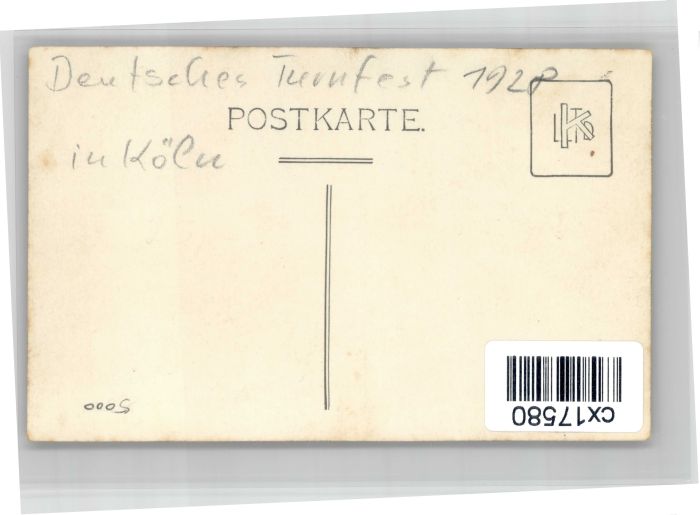 Deutsches Turnfest 1928
POSTKARTE.
in Köln
5000
cx17580